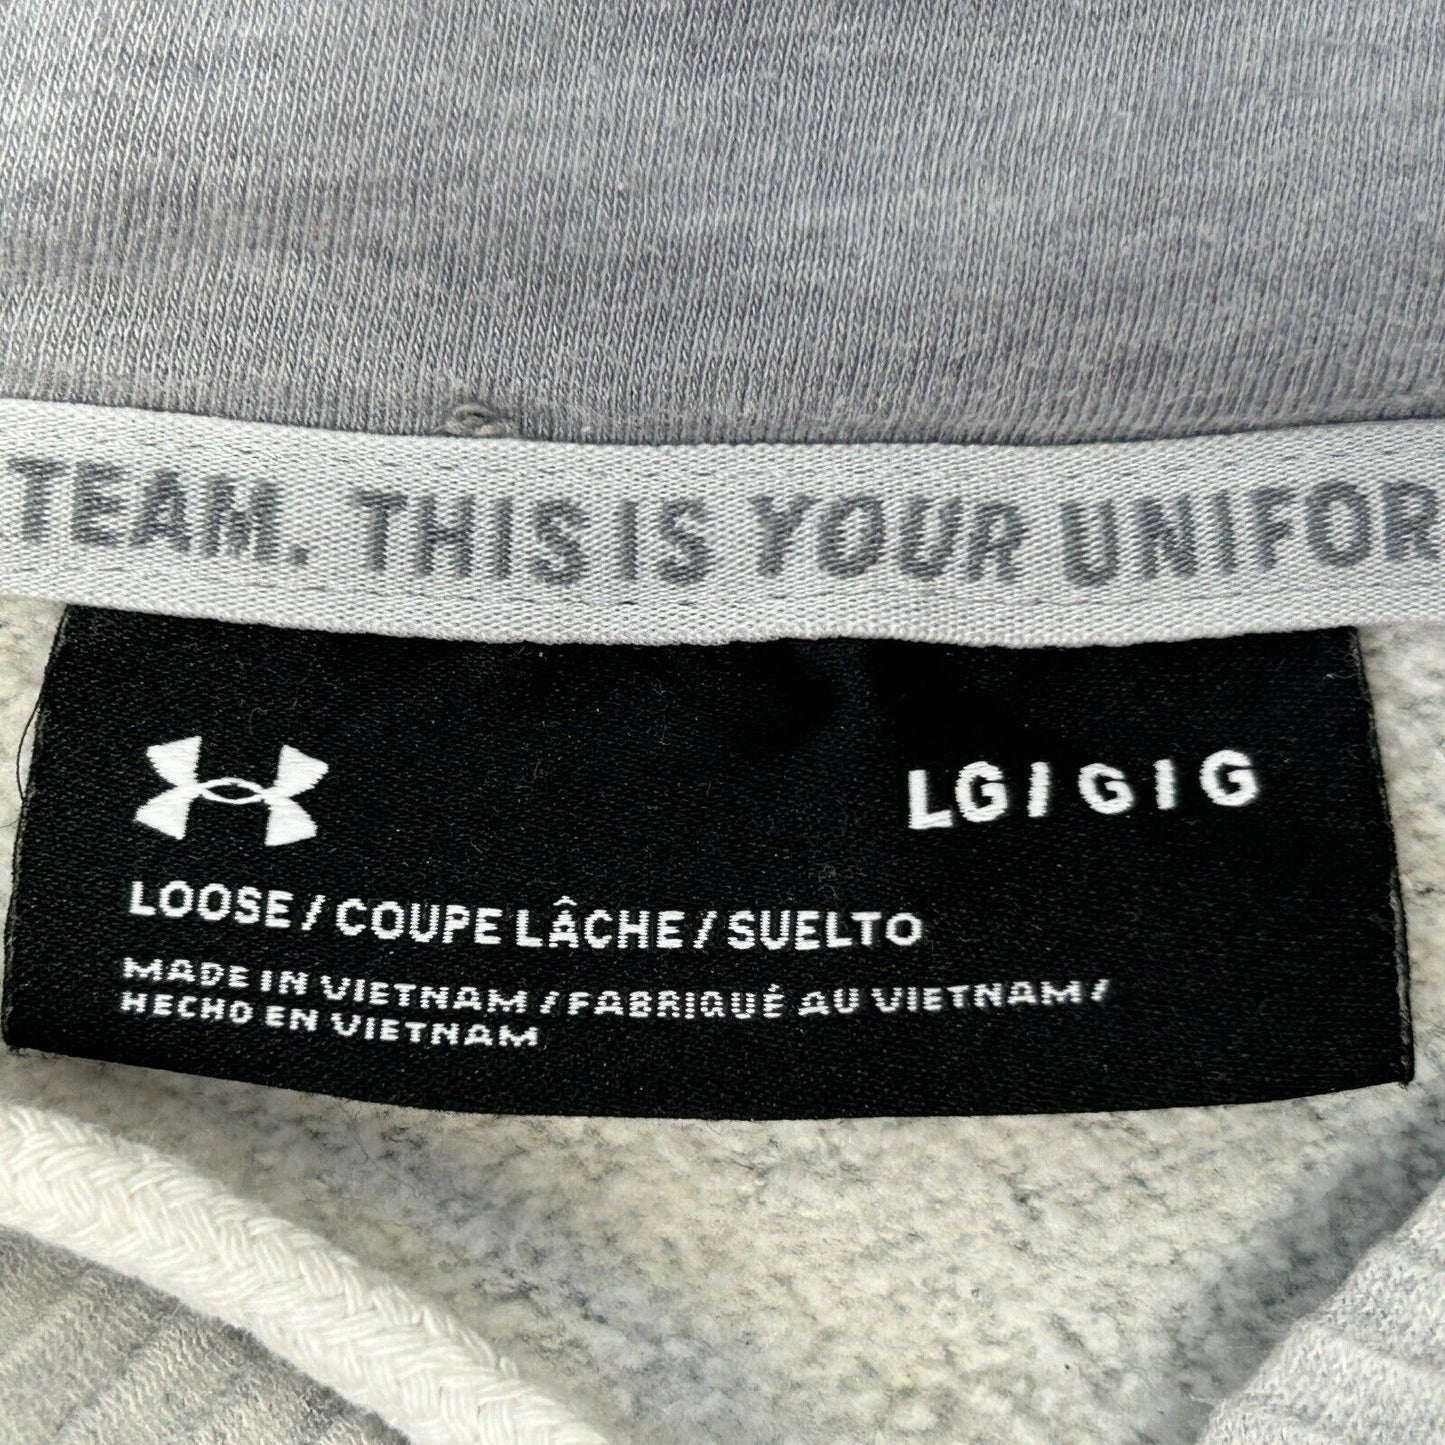 TEAM. THIS IS YOUR UNIFOR
LG / G / G
LOOSE / COUPE LÂCHE / SUELTO
MADE IN VIETNAM / FABRIQUÉ AU VIETNAM /
HECHO EN VIETNAM